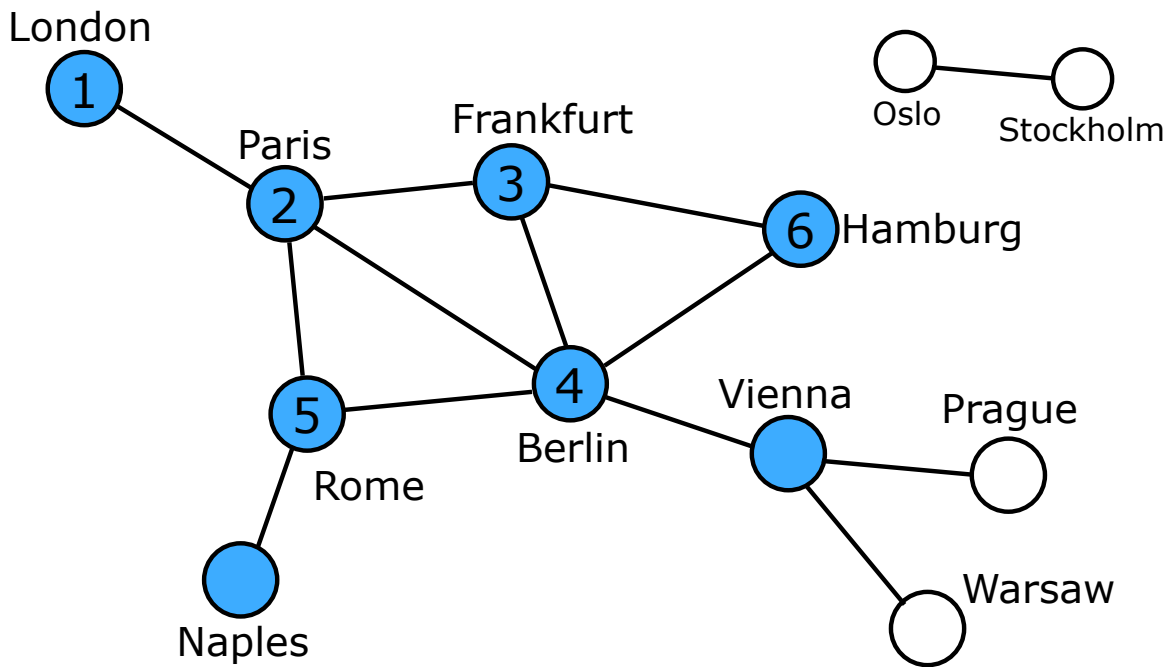 London
1
Oslo
Stockholm
Frankfurt
Paris
3
2
6
Hamburg
4
Vienna
Prague
5
Berlin
Rome
Warsaw
Naples